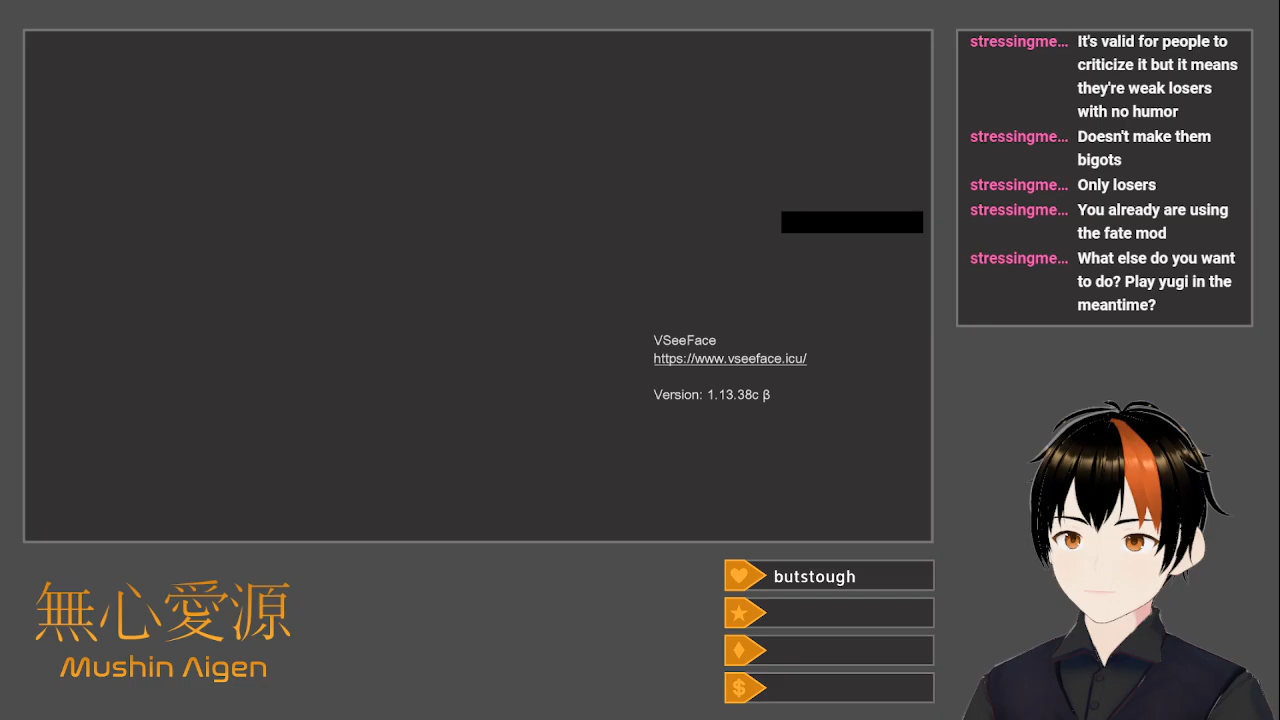 stressingme... It's valid for people to
criticize it but it means
they're weak losers
with no humor
stressingme... Doesn't make them
bigots
stressingme... Only losers
stressingme... You already are using
the fate mod
stressingme... What else do you want
to do? Play yugi in the
meantime?
VSeeFace
https://www.vseeface.icu/
Version: 1.13.38c β
無心愛源
Mushin Aigen
butstough
$